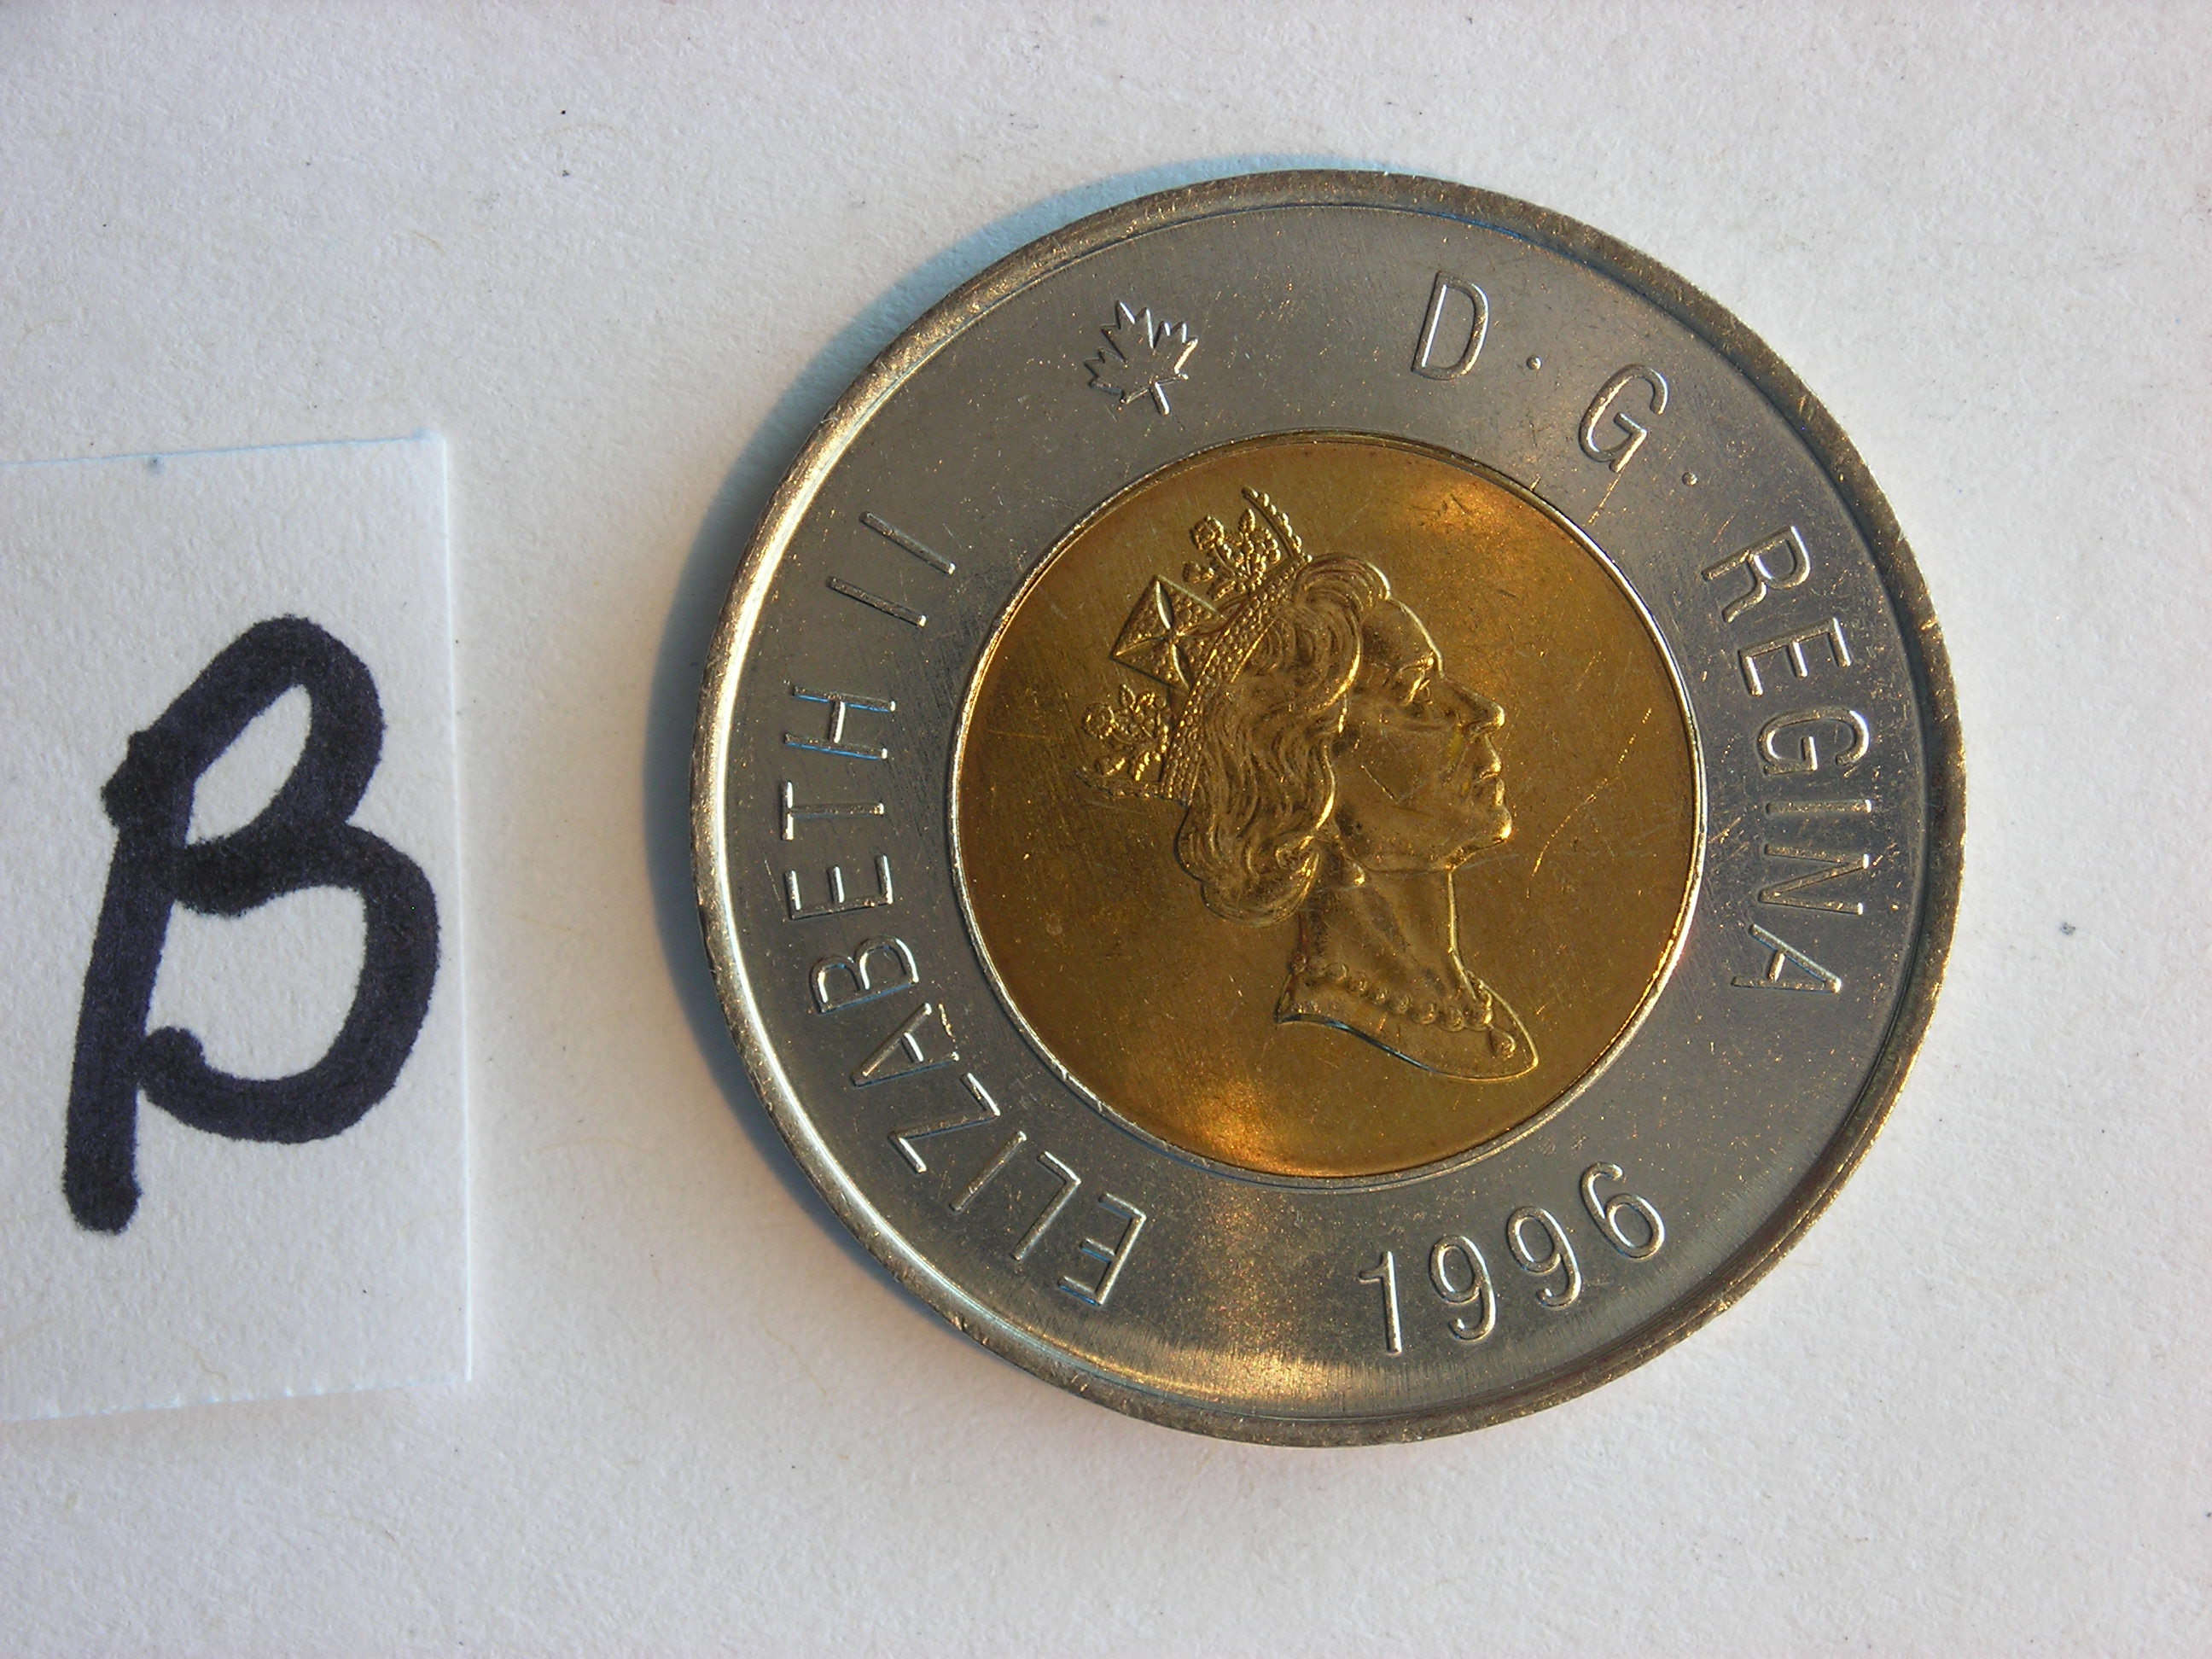 β
ELIZABETH II
D·G·REGINA
1996